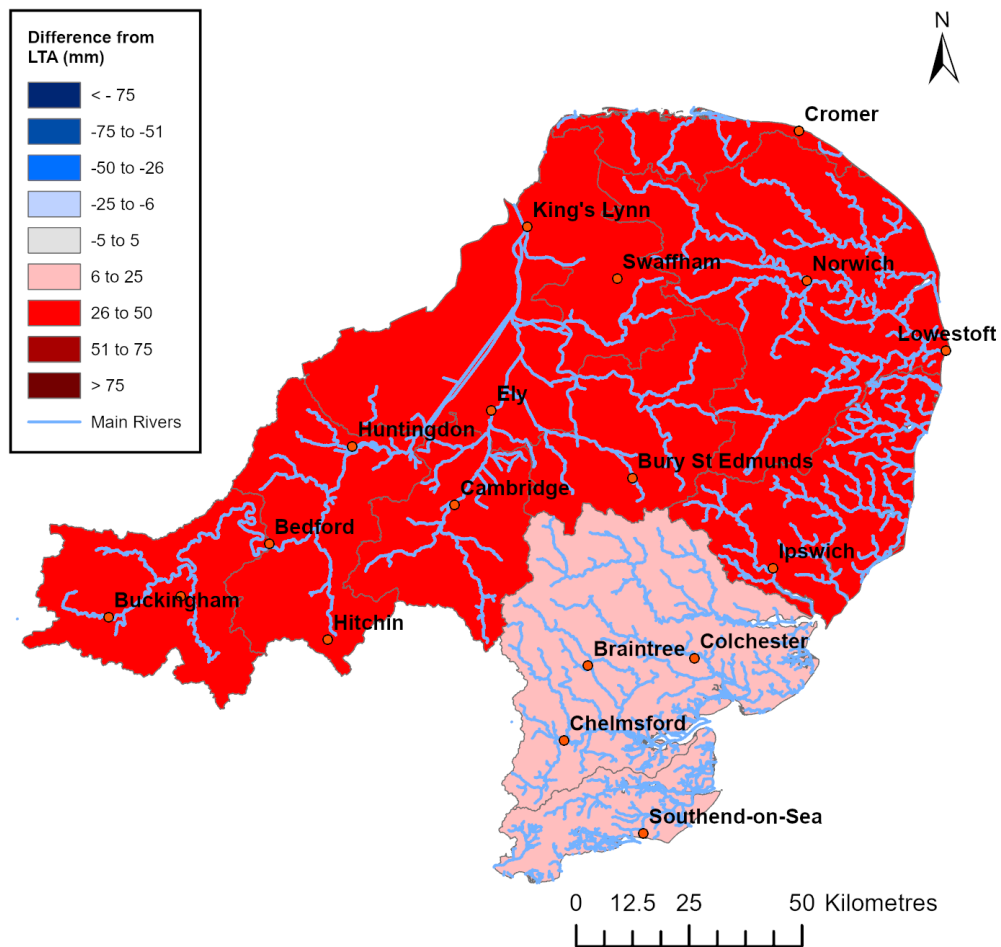 Difference from
LTA (mm)
< - 75
-75 to -51
-50 to -26
-25 to -6
-5 to 5
6 to 25
26 to 50
51 to 75
> 75
Main Rivers
N
Cromer
King's Lynn
Swaffham
Norwich
Lowestoft
Ely
Huntingdon
Bury St Edmunds
Cambridge
Bedford
Ipswich
Buckingham
Hitchin
Braintree
Colchester
Chelmsford
Southend-on-Sea
0 12.5 25 50 Kilometres